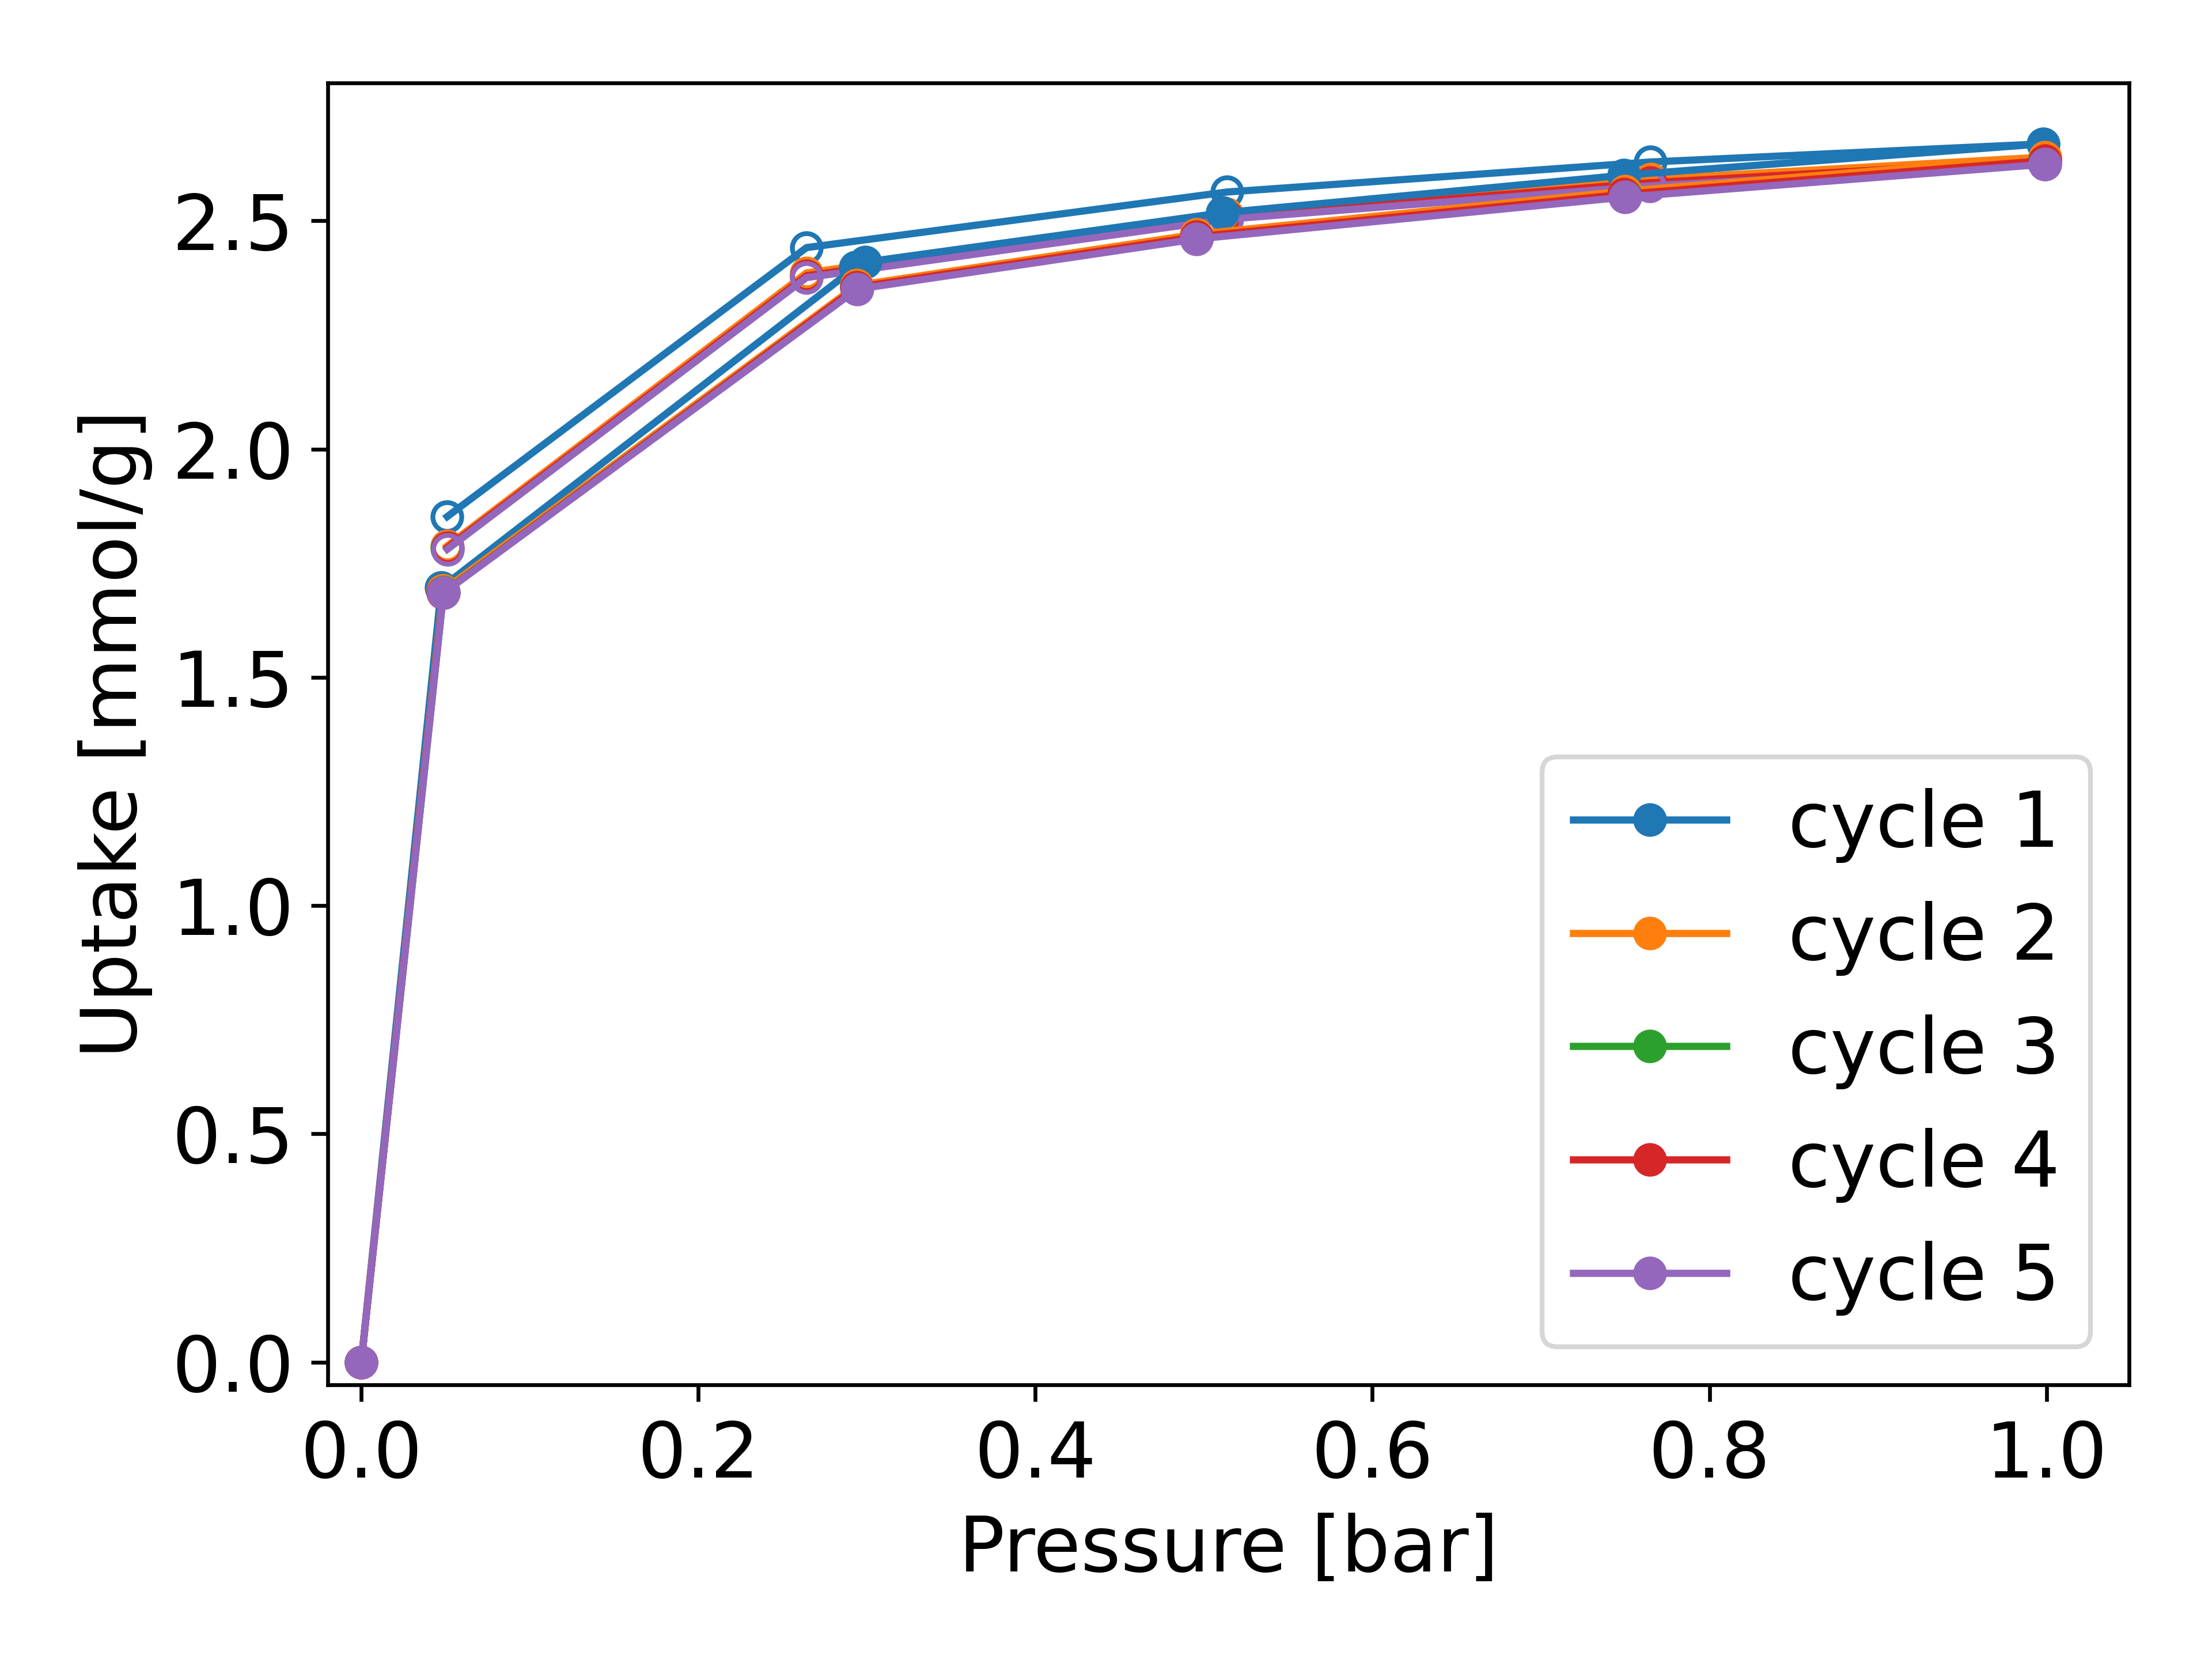 Uptake [mmol/g]
2.5
2.0
1.5
1.0
0.5
0.0
cycle 1
cycle 2
cycle 3
cycle 4
cycle 5
0.0 0.2 0.4 0.6 0.8 1.0
Pressure [bar]